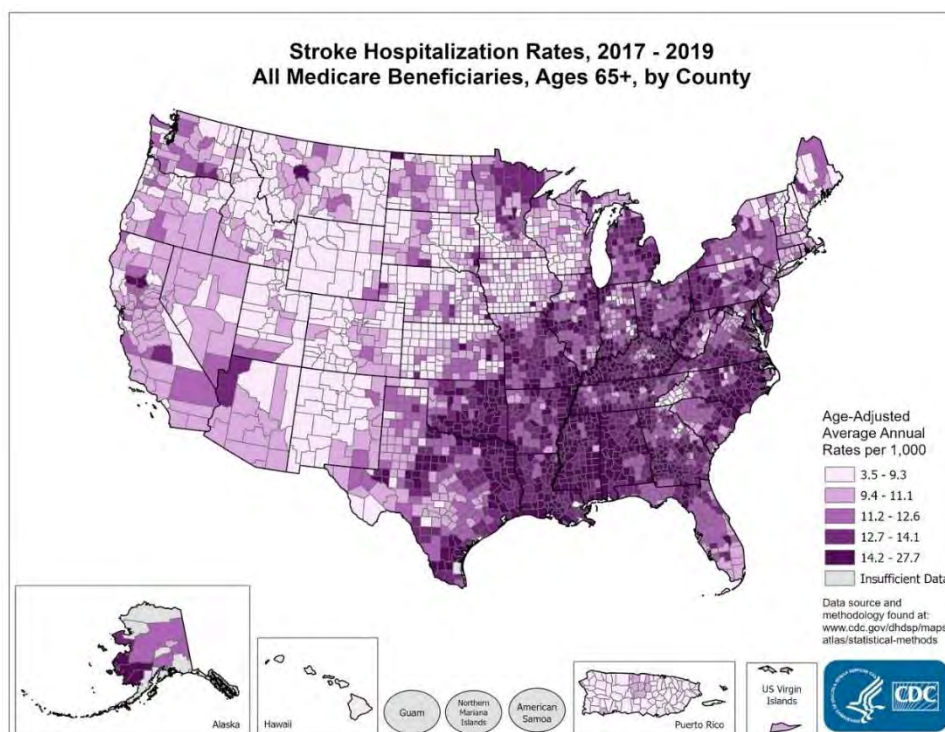 Stroke Hospitalization Rates, 2017 - 2019
All Medicare Beneficiaries, Ages 65+, by County
Age-Adjusted
Average Annual
Rates per 1,000
3.5 - 9.3
9.4 - 11.1
11.2 - 12.6
12.7 - 14.1
14.2 - 27.7
Insufficient Data
Data source and
methodology found at:
www.cdc.gov/dhdsp/maps
atlas/statistical-methods
Alaska
Hawaii
Guam
Northern
Mariana
Islands
American
Samoa
Puerto Rico
US Virgin
Islands
CDC